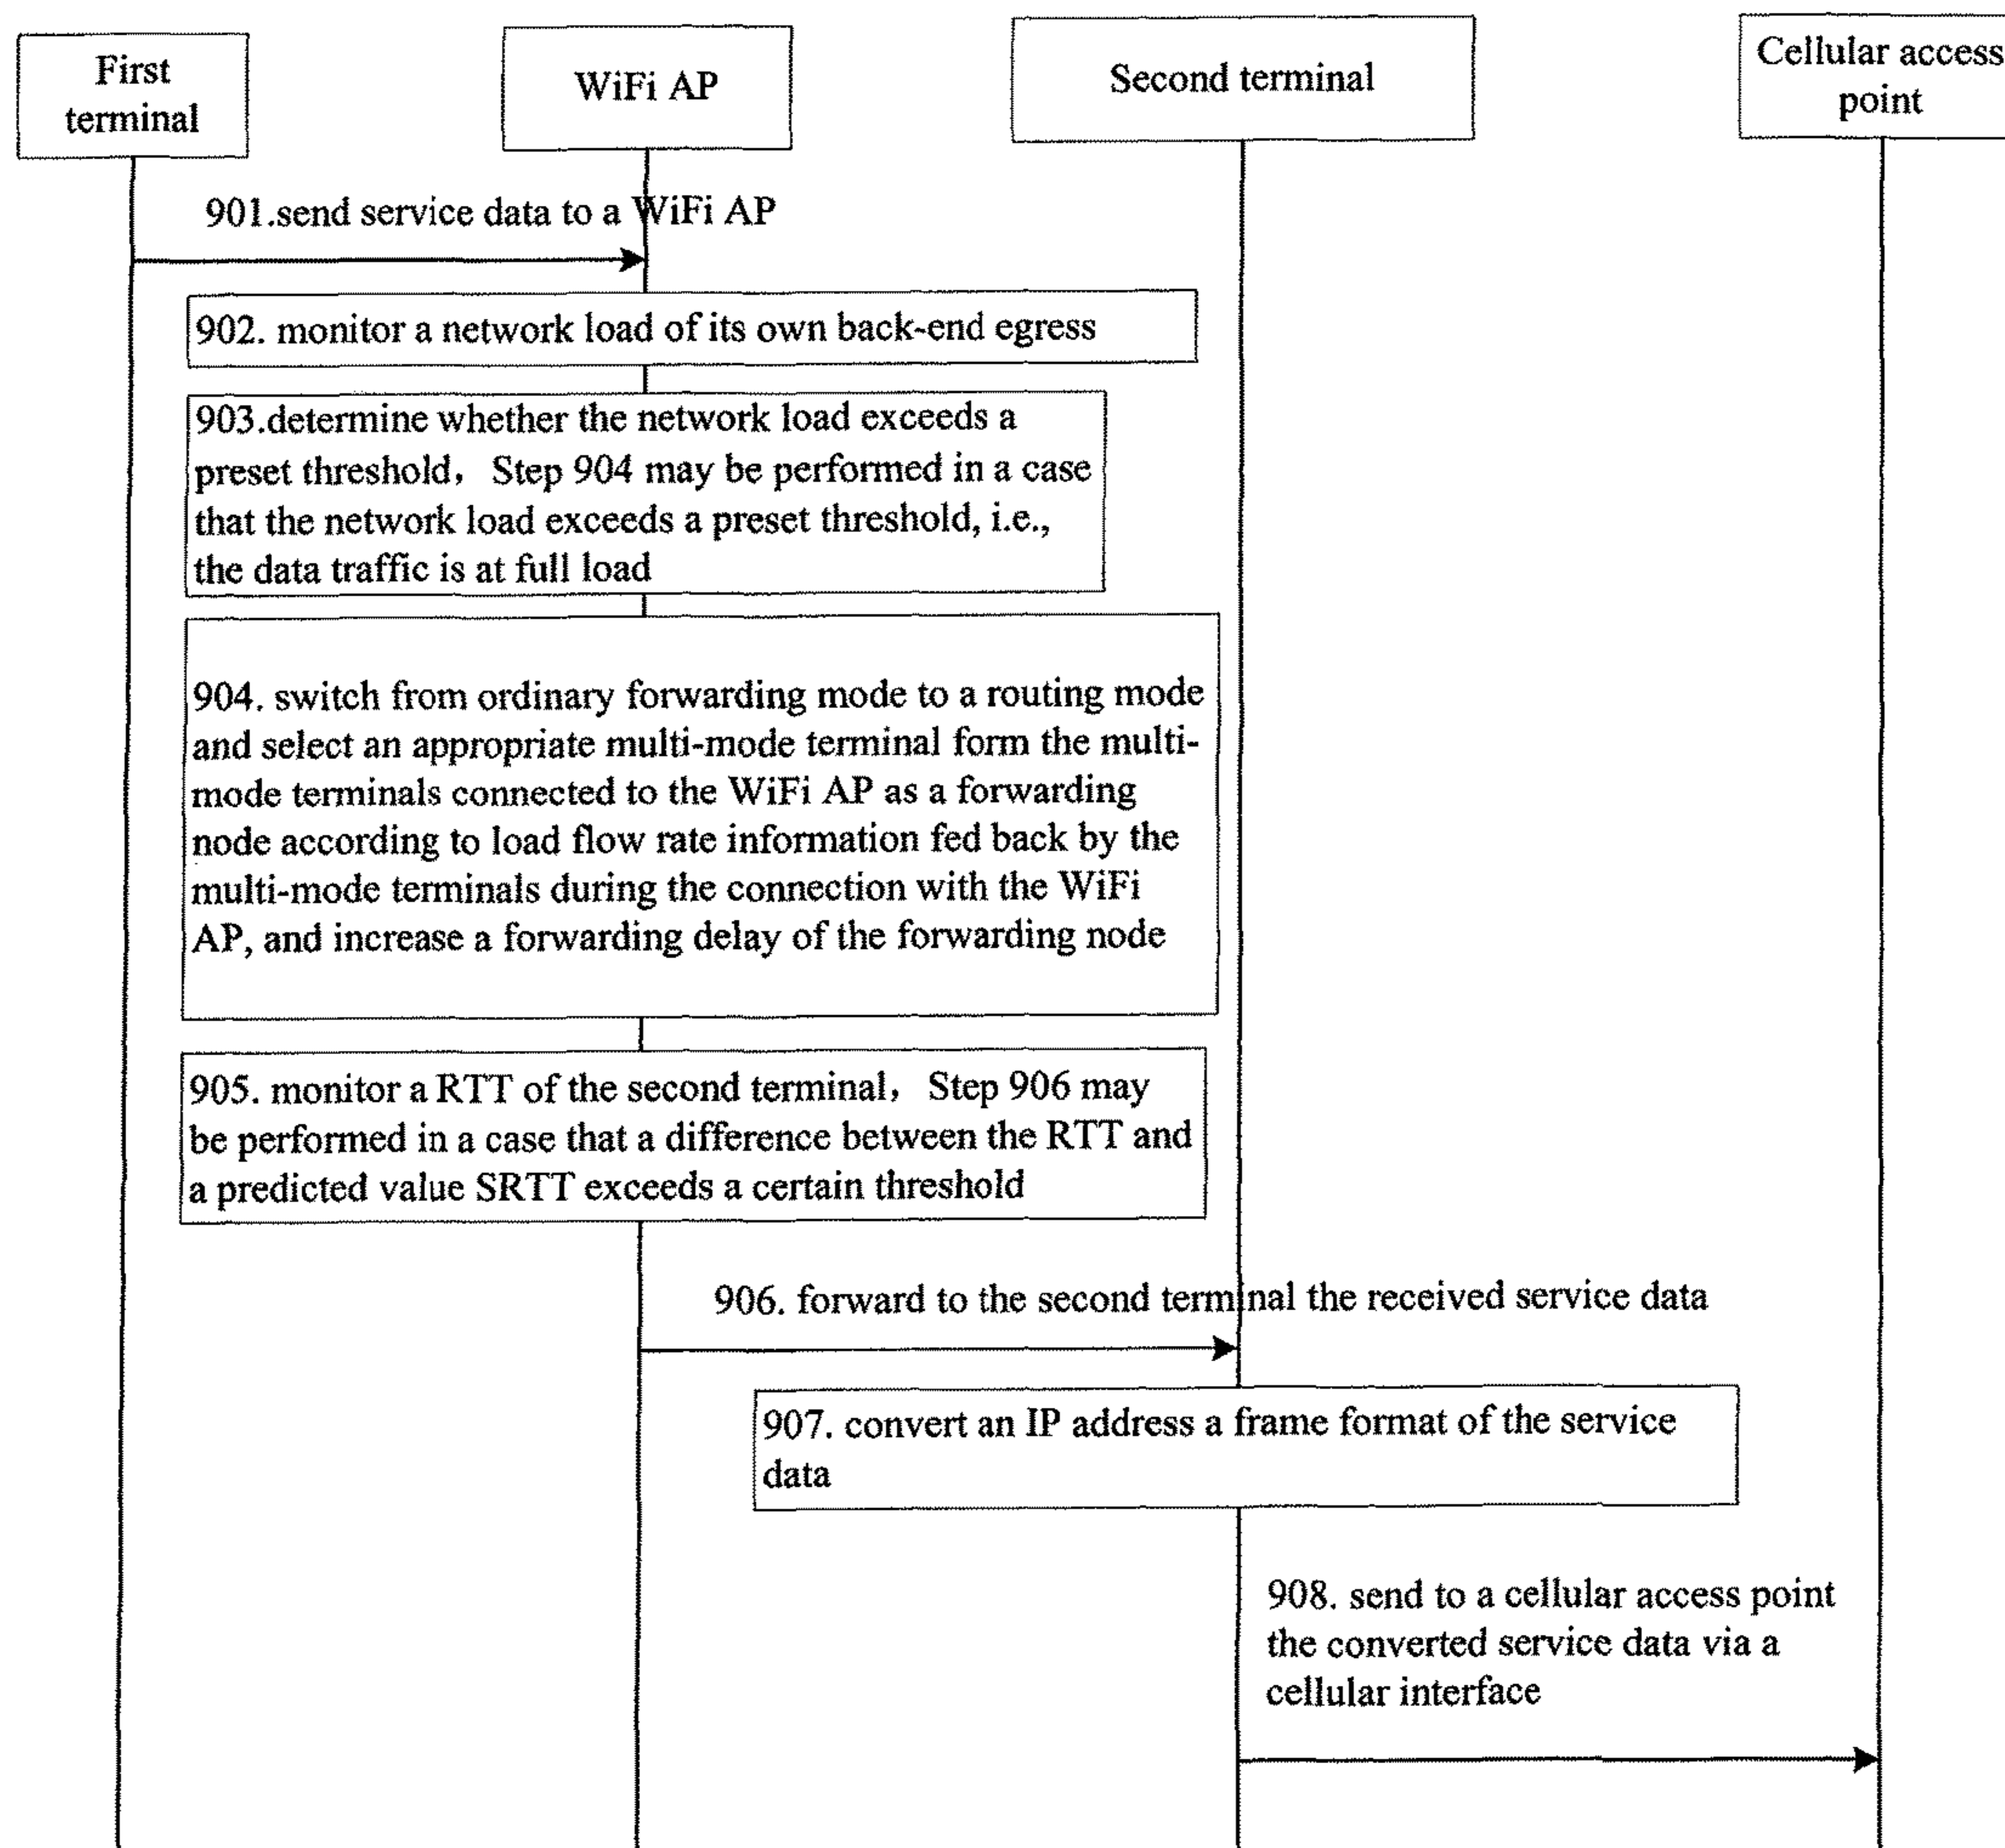 First
terminal
WiFi AP
Second terminal
Cellular access
point
901.send service data to a WiFi AP
902. monitor a network load of its own back-end egress
903.determine whether the network load exceeds a
preset threshold, Step 904 may be performed in a case
that the network load exceeds a preset threshold, i.e.,
the data traffic is at full load
904. switch from ordinary forwarding mode to a routing mode
and select an appropriate multi-mode terminal form the multi-
mode terminals connected to the WiFi AP as a forwarding
node according to load flow rate information fed back by the
multi-mode terminals during the connection with the WiFi
AP, and increase a forwarding delay of the forwarding node
905. monitor a RTT of the second terminal, Step 906 may
be performed in a case that a difference between the RTT and
a predicted value SRTT exceeds a certain threshold
906. forward to the second terminal the received service data
907. convert an IP address a frame format of the service
data
908. send to a cellular access point
the converted service data via a
cellular interface